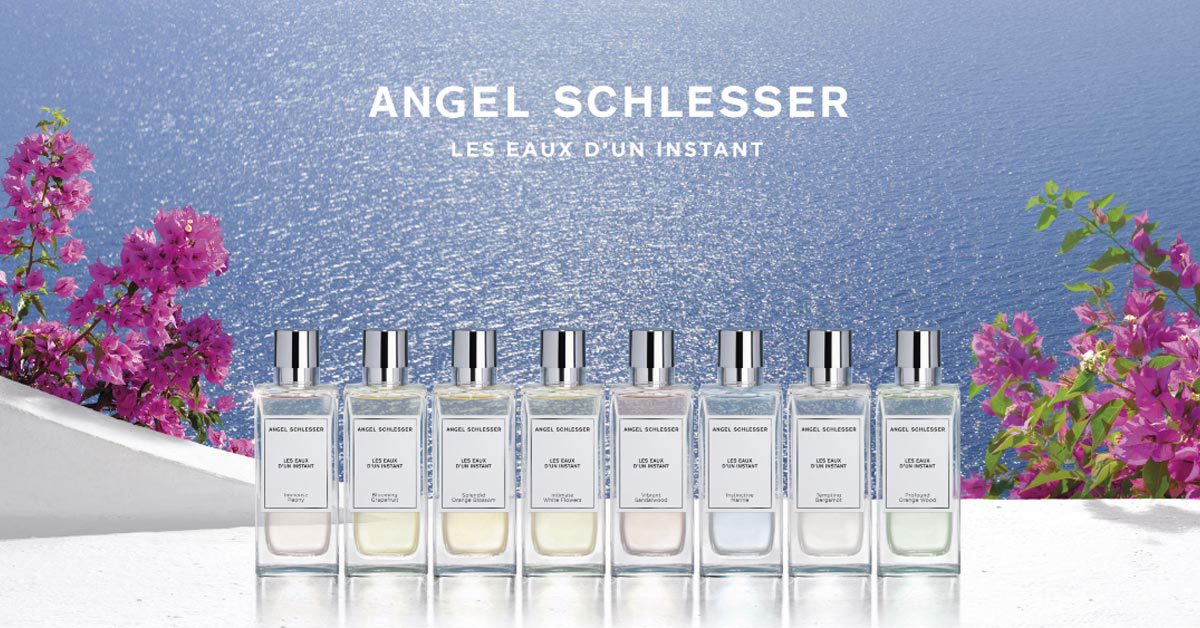 ANGEL SCHLESSER
LES EAUX D'UN INSTANT
ANGEL SCHLESSER
LES EAUX
D'UN INSTANT
Immense
Peony
ANGEL SCHLESSER
LES EAUX
D'UN INSTANT
Blooming
Grapefruit
ANGEL SCHLESSER
LES EAUX
D'UN INSTANT
Splendid
Orange Blossom
ANGEL SCHLESSER
LES EAUX
D'UN INSTANT
Intimate
White Flowers
ANGEL SCHLESSER
LES EAUX
D'UN INSTANT
Vibrant
Sandalwood
ANGEL SCHLESSER
LES EAUX
D'UN INSTANT
Instinctive
Marine
ANGEL SCHLESSER
LES EAUX
D'UN INSTANT
Tempting
Bergamot
ANGEL SCHLESSER
LES EAUX
D'UN INSTANT
Profound
Orange Wood